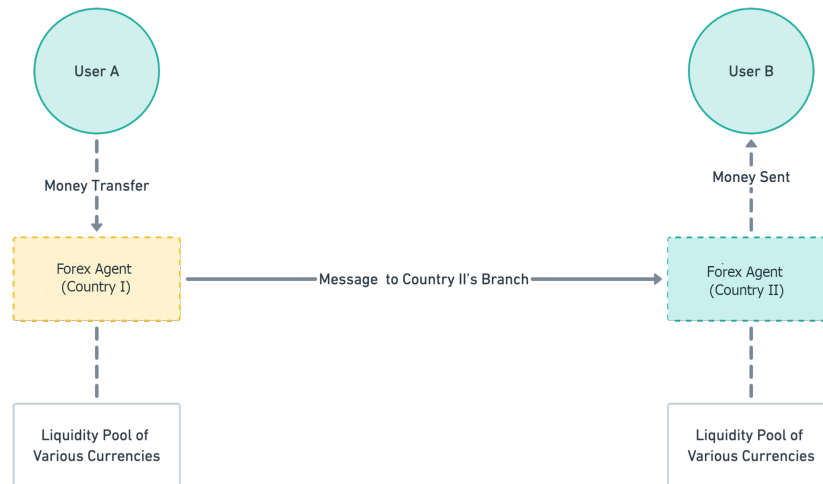 User A
User B
Money Transfer
Money Sent
Forex Agent
(Country I)
Message to Country II's Branch
Forex Agent
(Country II)
Liquidity Pool of
Various Currencies
Liquidity Pool of
Various Currencies